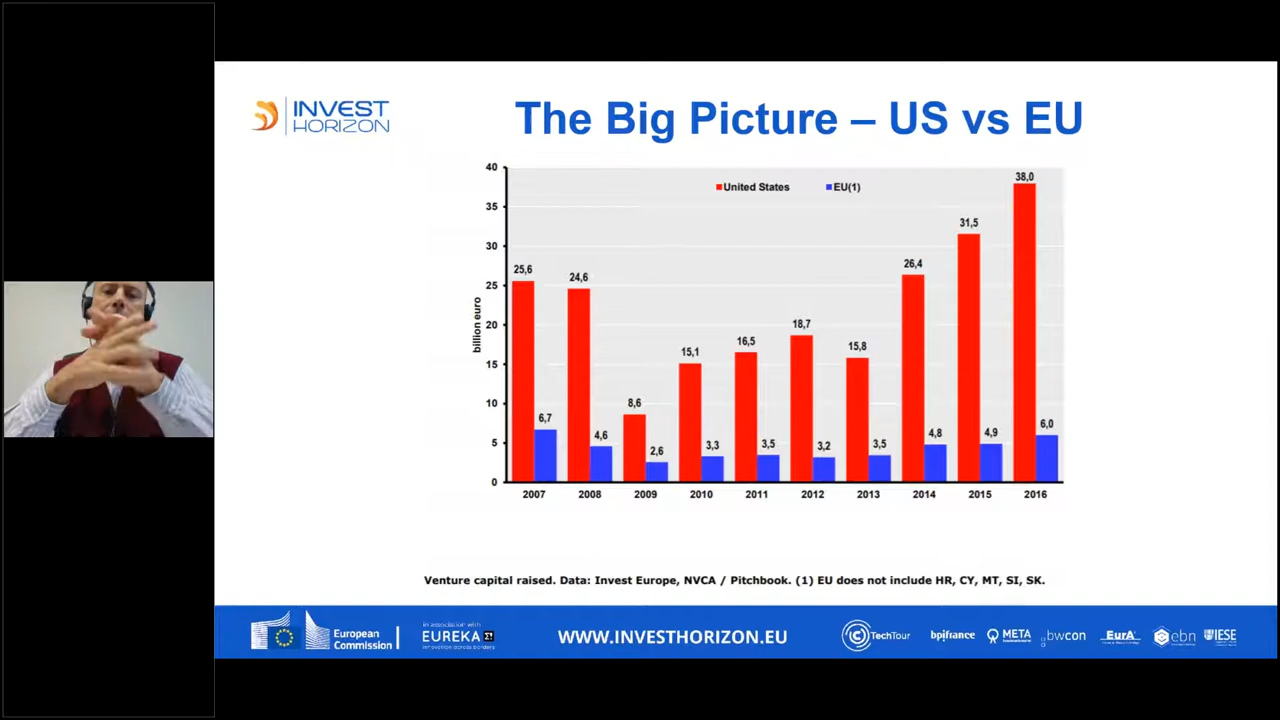 INVEST
HORIZON
The Big Picture – US vs EU
United States
EU(1)
billion euro
40
35
30
25
20
15
10
5
0
25,6
6,7
24,6
4,6
8,6
2,6
15,1
3,3
16,5
3,5
18,7
3,2
15,8
3,5
26,4
4,8
31,5
4,9
38,0
6,0
2007
2008
2009
2010
2011
2012
2013
2014
2015
2016
Venture capital raised. Data: Invest Europe, NVCA / Pitchbook. (1) EU does not include HR, CY, MT, SI, SK.
European
Commission
in association with
EUREKA Σ!
innovation across borders
WWW.INVESTHORIZON.EU
TechTour
bpifrance
META
bwcon
EurA
ebn
IESE